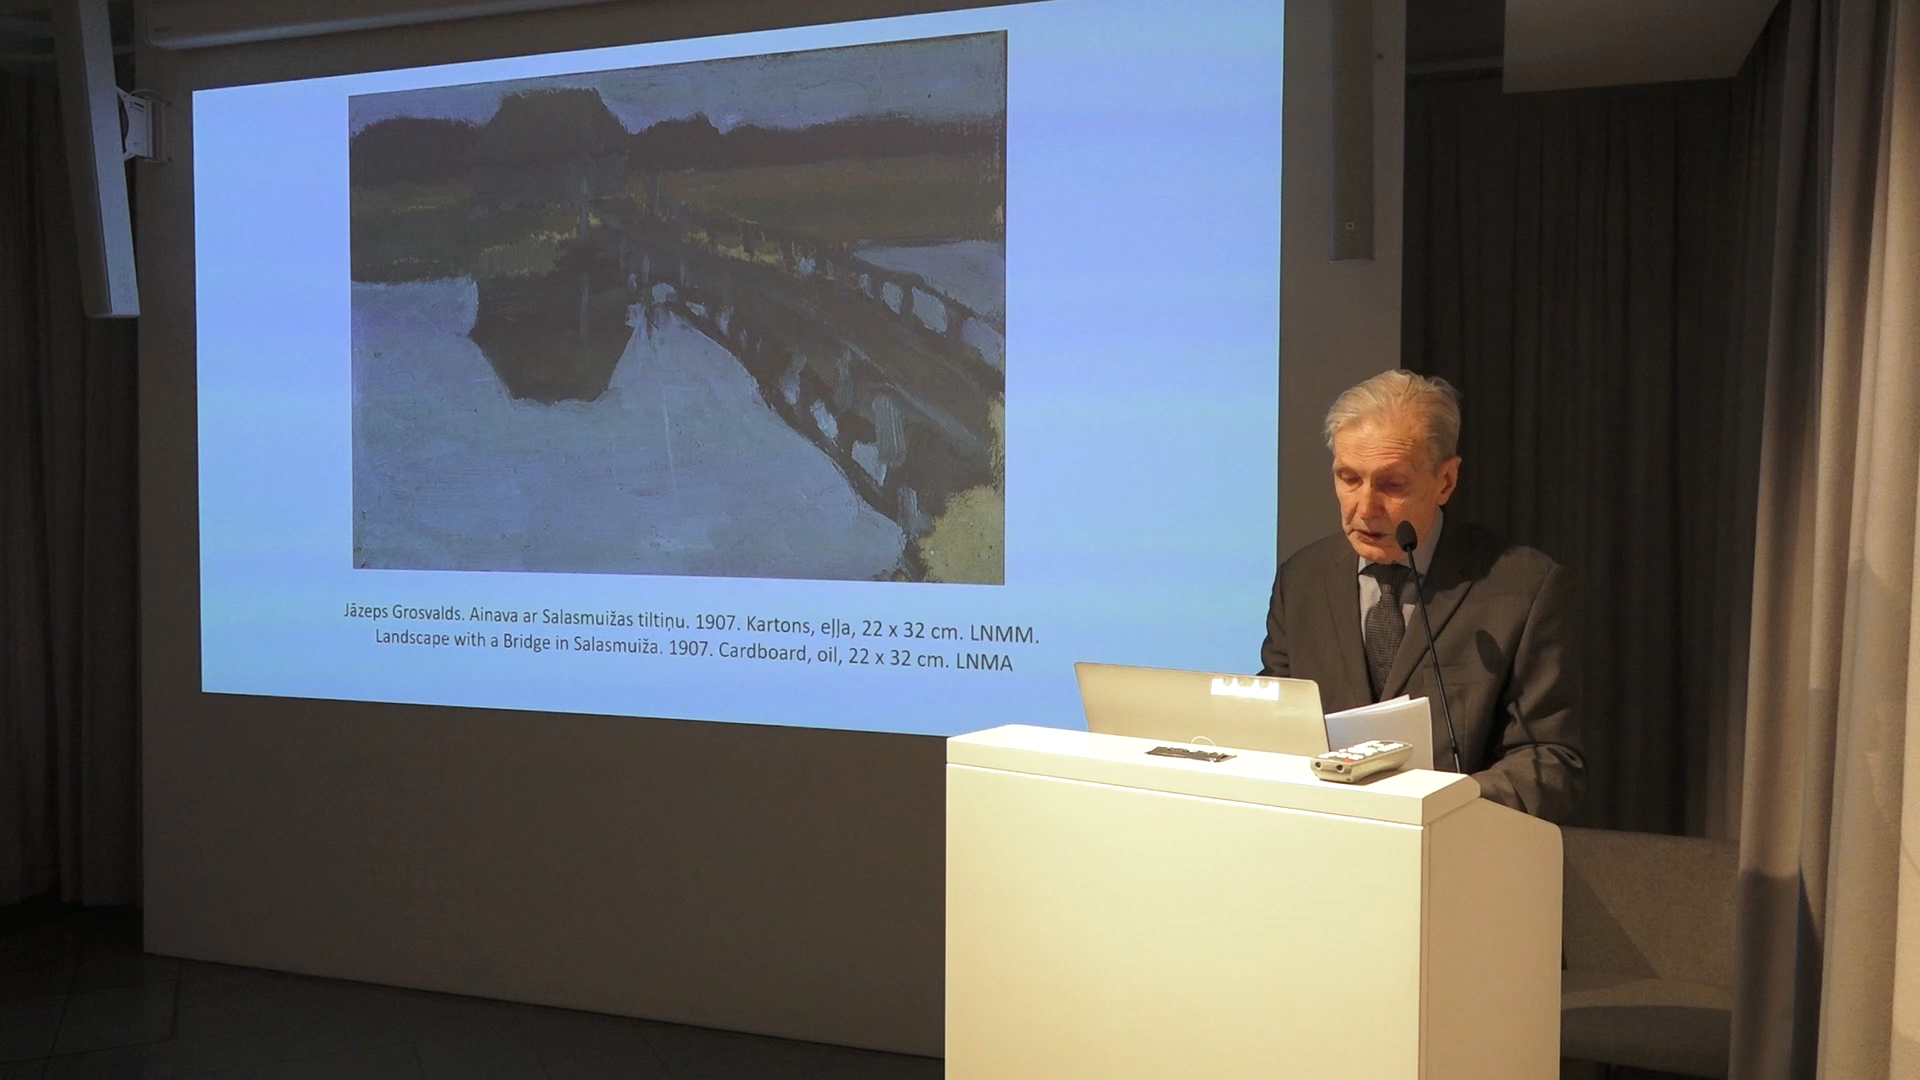 Jāzeps Grosvalds. Ainava ar Salasmuižas tiltiņu. 1907. Kartons, eļļa, 22 x 32 cm. LNMM.
Landscape with a Bridge in Salasmuiža. 1907. Cardboard, oil, 22 x 32 cm. LNMA